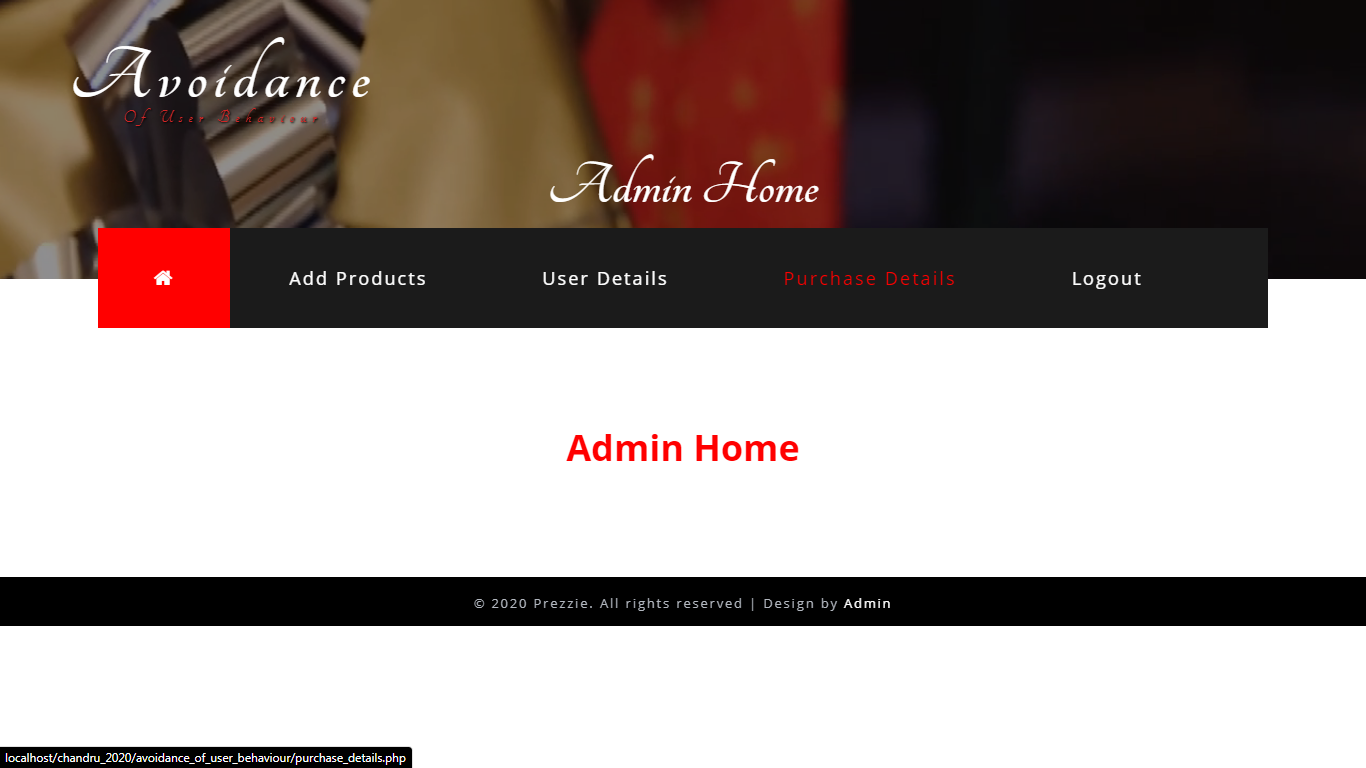 Avoidance
Of User Behaviour
Admin Home
Add Products User Details Purchase Details Logout
Admin Home
© 2020 Prezzie. All rights reserved | Design by Admin
localhost/chandru_2020/avoidance_of_user_behaviour/purchase_details.php